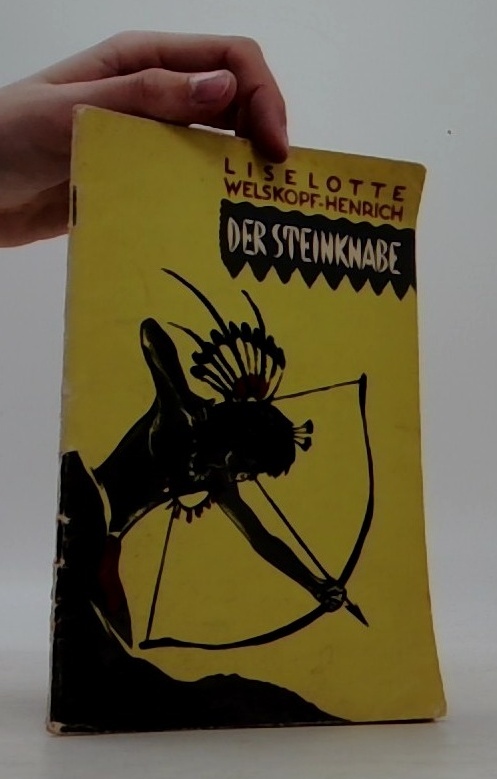 LISELOTTE
WELSKOPF-HENRICH
DER STEINKNABE